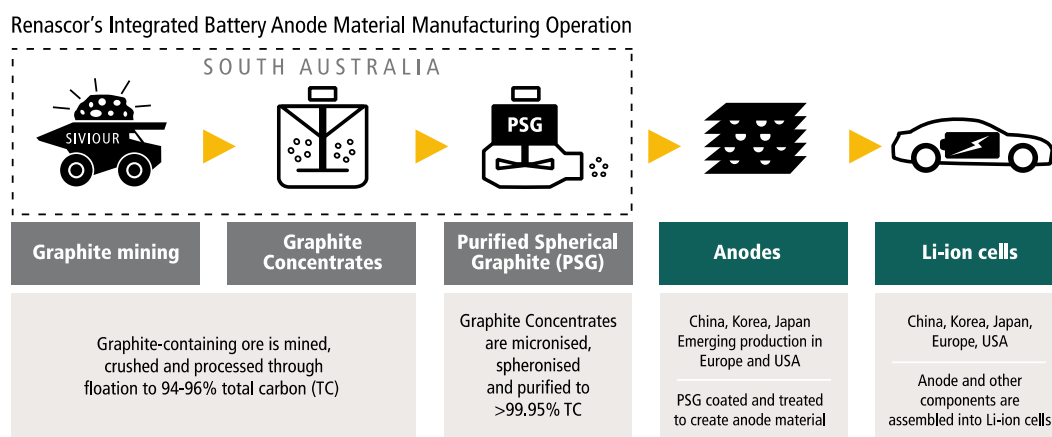 Renascor's Integrated Battery Anode Material Manufacturing Operation
SOUTH AUSTRALIA
SIVIOUR
PSG
Graphite mining
Graphite
Concentrates
Purified Spherical
Graphite (PSG)
Anodes
Li-ion cells
Graphite-containing ore is mined,
crushed and processed through
floation to 94-96% total carbon (TC)
Graphite Concentrates
are micronised,
spheronised
and purified to
>99.95% TC
China, Korea, Japan
Emerging production in
Europe and USA
PSG coated and treated
to create anode material
China, Korea, Japan,
Europe, USA
Anode and other
components are
assembled into Li-ion cells